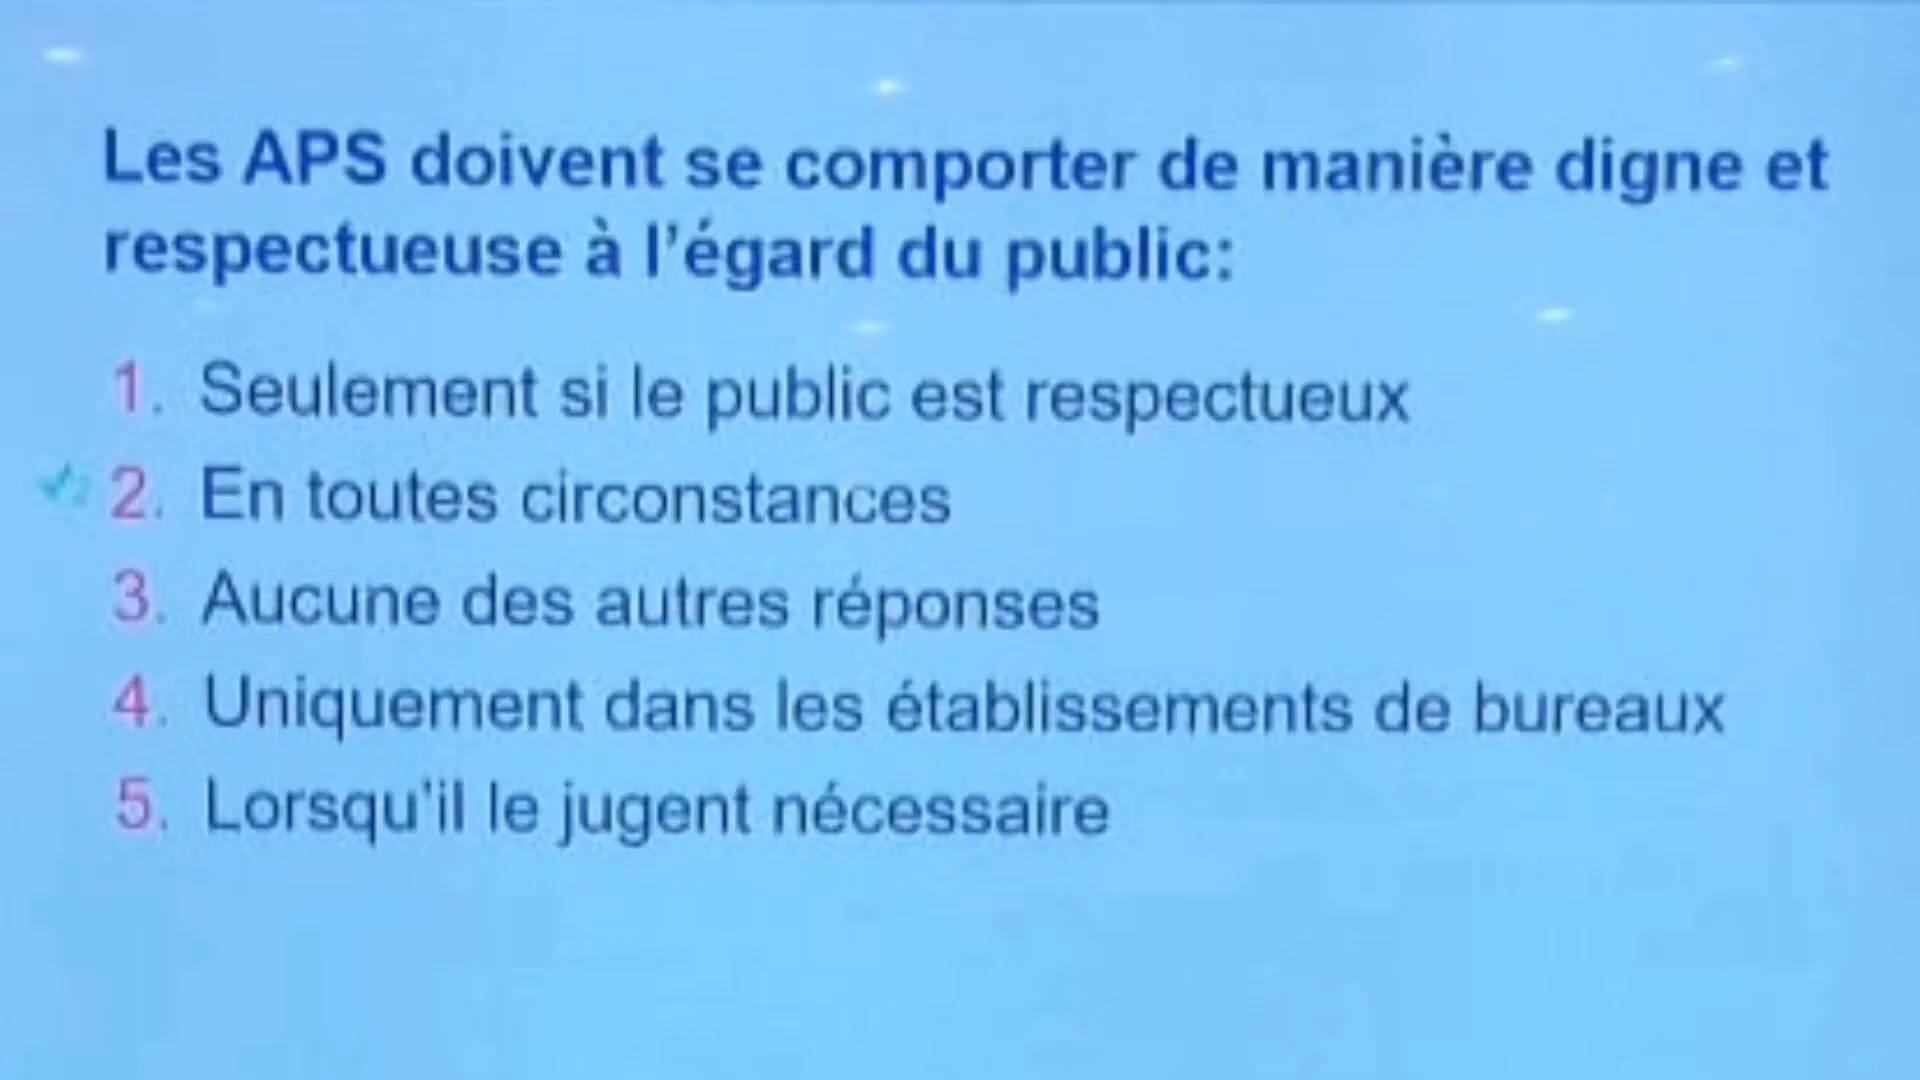 Les APS doivent se comporter de manière digne et
respectueuse à l'égard du public:
1. Seulement si le public est respectueux
2. En toutes circonstances
3. Aucune des autres réponses
4. Uniquement dans les établissements de bureaux
5. Lorsqu'il le jugent nécessaire